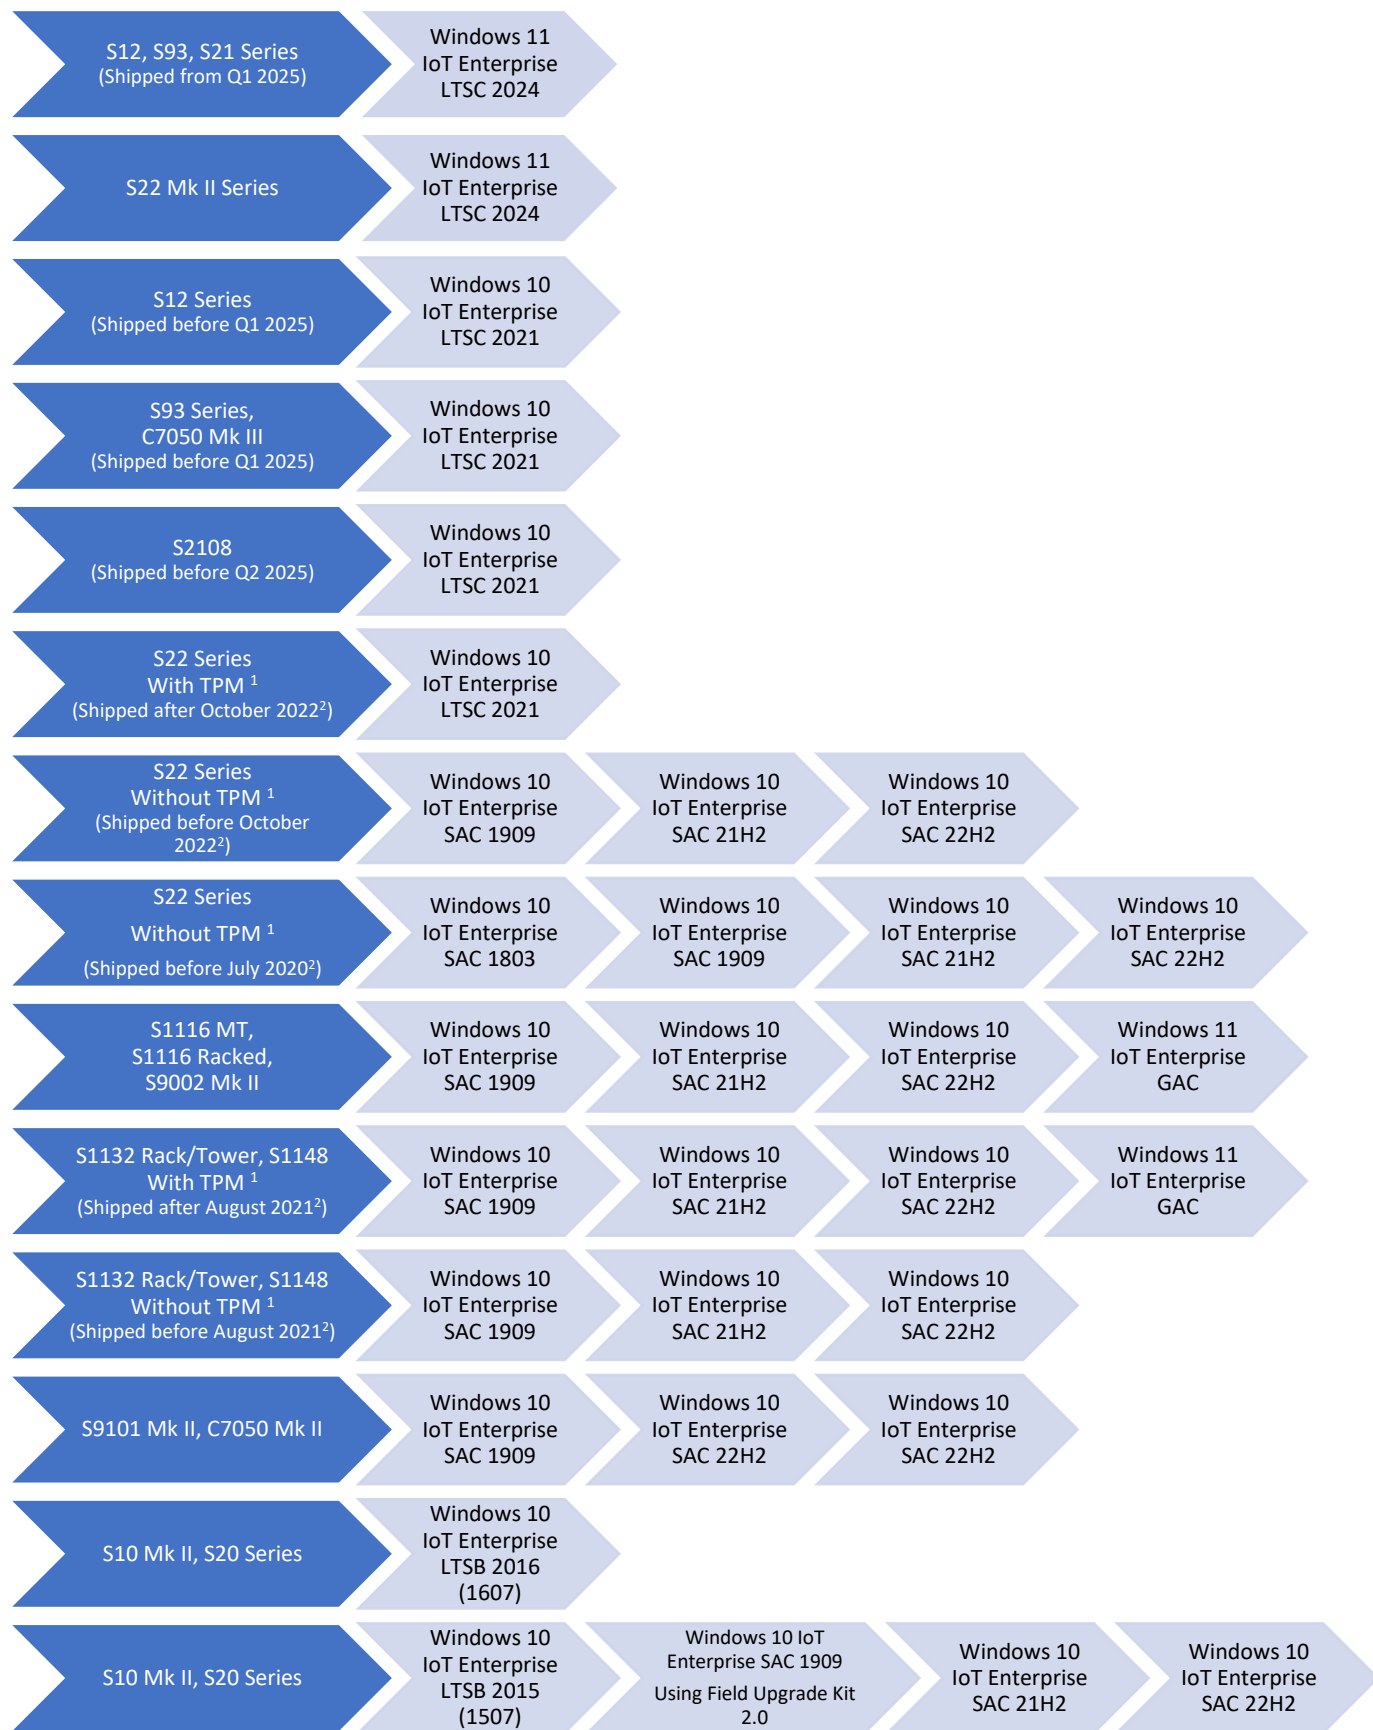 S12, S93, S21 Series
(Shipped from Q1 2025)
Windows 11
IoT Enterprise
LTSC 2024
S22 Mk II Series
Windows 11
IoT Enterprise
LTSC 2024
S12 Series
(Shipped before Q1 2025)
Windows 10
IoT Enterprise
LTSC 2021
S93 Series,
C7050 Mk III
(Shipped before Q1 2025)
Windows 10
IoT Enterprise
LTSC 2021
S2108
(Shipped before Q2 2025)
Windows 10
IoT Enterprise
LTSC 2021
S22 Series
With TPM ¹
(Shipped after October 2022²)
Windows 10
IoT Enterprise
LTSC 2021
S22 Series
Without TPM ¹
(Shipped before October
2022²)
Windows 10
IoT Enterprise
SAC 1909
Windows 10
IoT Enterprise
SAC 21H2
Windows 10
IoT Enterprise
SAC 22H2
S22 Series
Without TPM ¹
(Shipped before July 2020²)
Windows 10
IoT Enterprise
SAC 1803
Windows 10
IoT Enterprise
SAC 1909
Windows 10
IoT Enterprise
SAC 21H2
Windows 10
IoT Enterprise
SAC 22H2
S1116 MT,
S1116 Racked,
S9002 Mk II
Windows 10
IoT Enterprise
SAC 1909
Windows 10
IoT Enterprise
SAC 21H2
Windows 10
IoT Enterprise
SAC 22H2
Windows 11
IoT Enterprise
GAC
S1132 Rack/Tower, S1148
With TPM ¹
(Shipped after August 2021²)
Windows 10
IoT Enterprise
SAC 1909
Windows 10
IoT Enterprise
SAC 21H2
Windows 10
IoT Enterprise
SAC 22H2
Windows 11
IoT Enterprise
GAC
S1132 Rack/Tower, S1148
Without TPM ¹
(Shipped before August 2021²)
Windows 10
IoT Enterprise
SAC 1909
Windows 10
IoT Enterprise
SAC 21H2
Windows 10
IoT Enterprise
SAC 22H2
S9101 Mk II, C7050 Mk II
Windows 10
IoT Enterprise
SAC 1909
Windows 10
IoT Enterprise
SAC 22H2
Windows 10
IoT Enterprise
SAC 22H2
S10 Mk II, S20 Series
Windows 10
IoT Enterprise
LTSB 2016
(1607)
S10 Mk II, S20 Series
Windows 10
IoT Enterprise
LTSB 2015
(1507)
Windows 10 IoT
Enterprise SAC 1909
Using Field Upgrade Kit
2.0
Windows 10
IoT Enterprise
SAC 21H2
Windows 10
IoT Enterprise
SAC 22H2